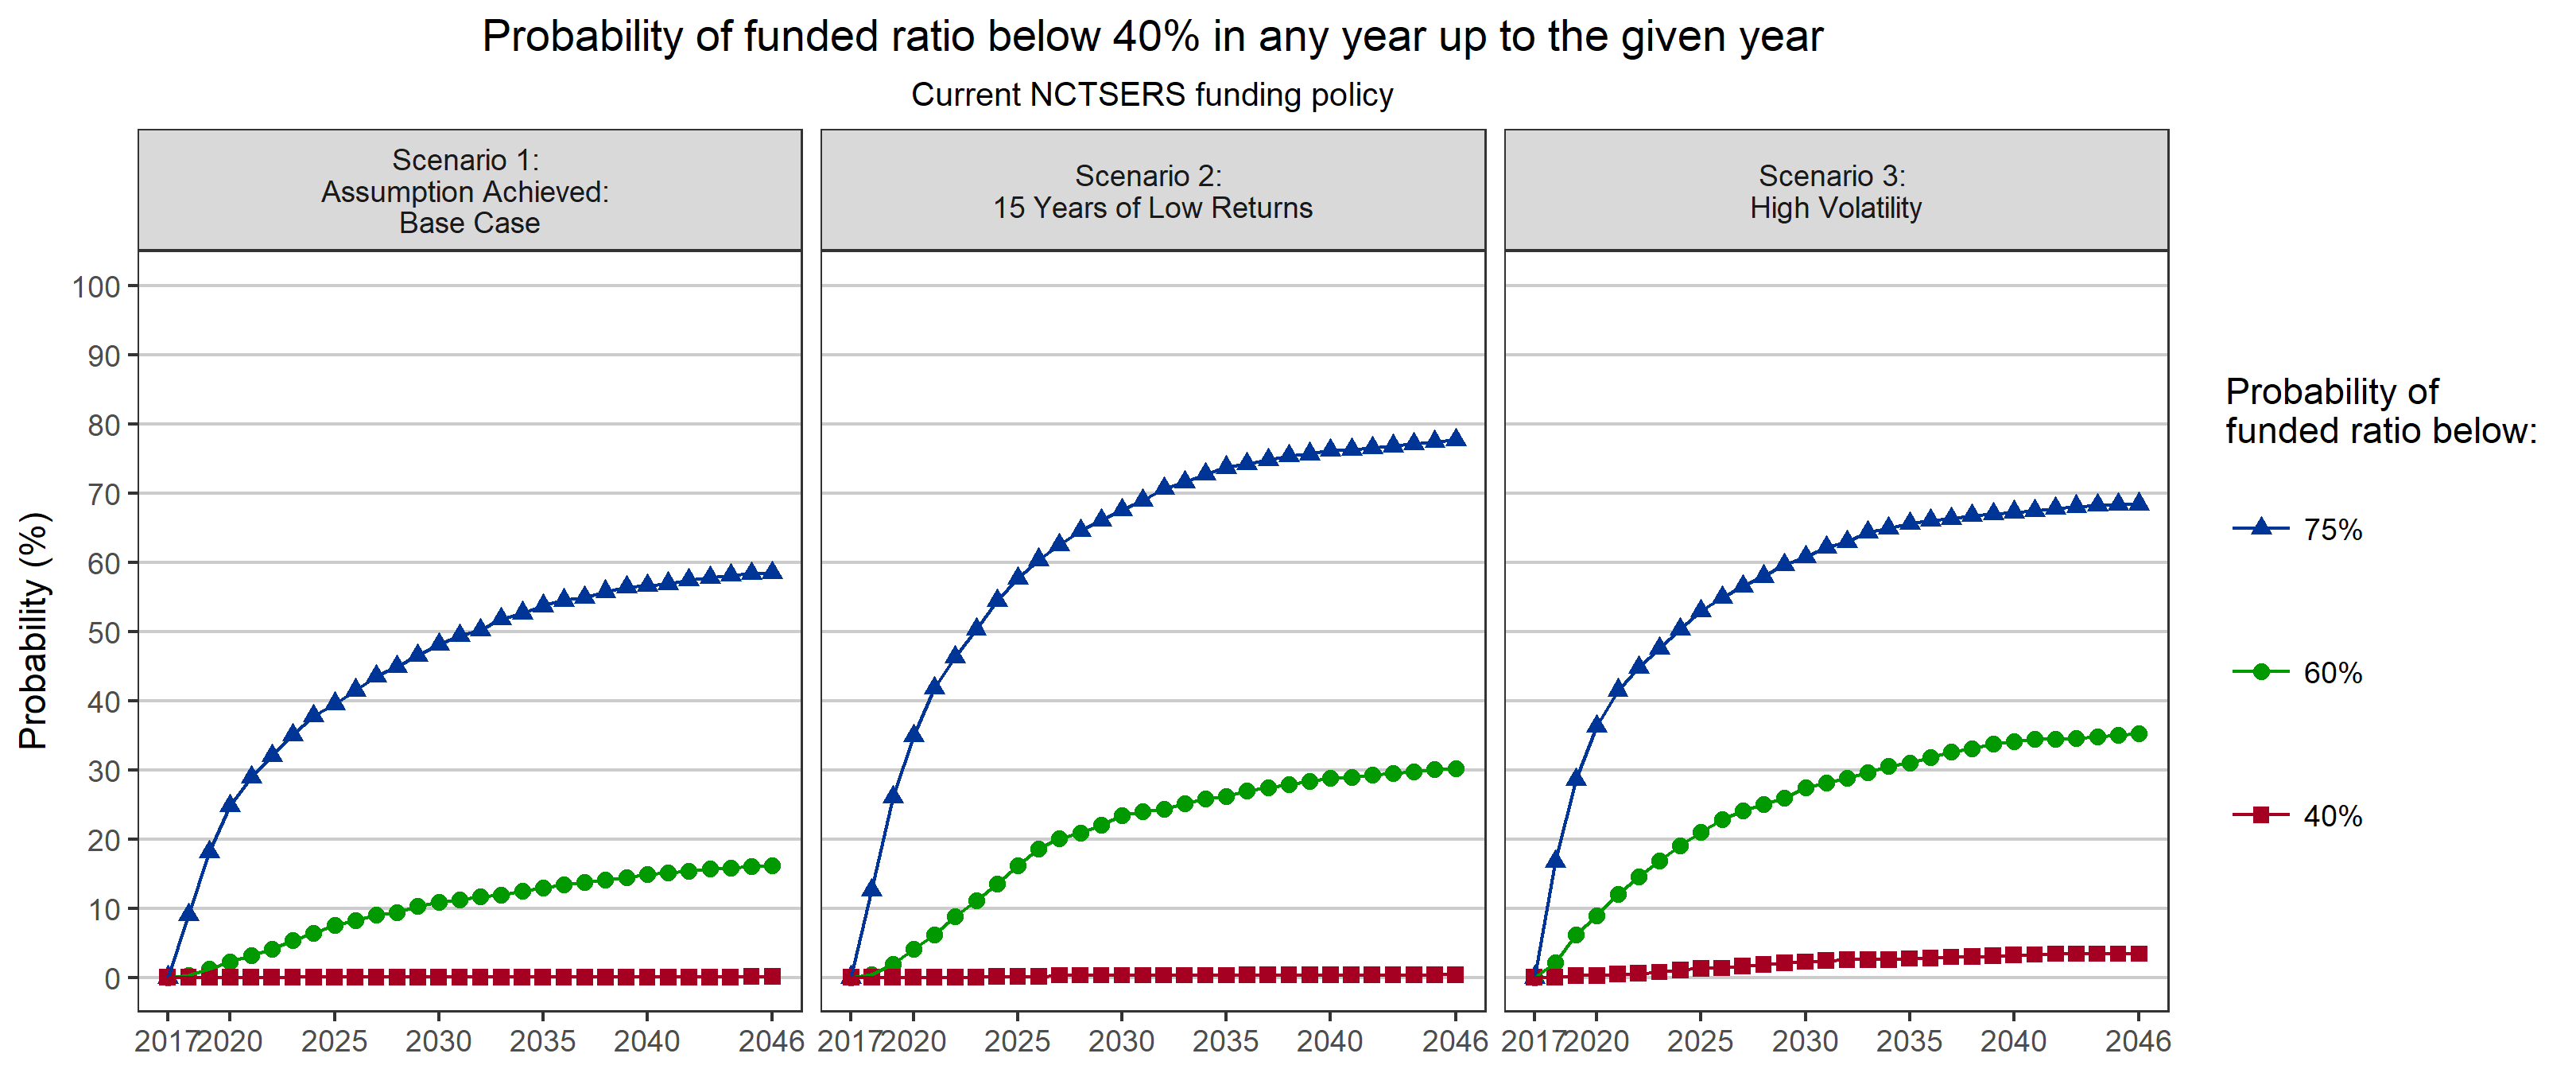 Probability of funded ratio below 40% in any year up to the given year
Current NCTSERS funding policy
Scenario 1:
Assumption Achieved:
Base Case
Scenario 2:
15 Years of Low Returns
Scenario 3:
High Volatility
Probability (%)
100
90
80
70
60
50
40
30
20
10
0
2017 2020 2025 2030 2035 2040 2046
2017 2020 2025 2030 2035 2040 2046
2017 2020 2025 2030 2035 2040 2046
Probability of
funded ratio below:
75%
60%
40%